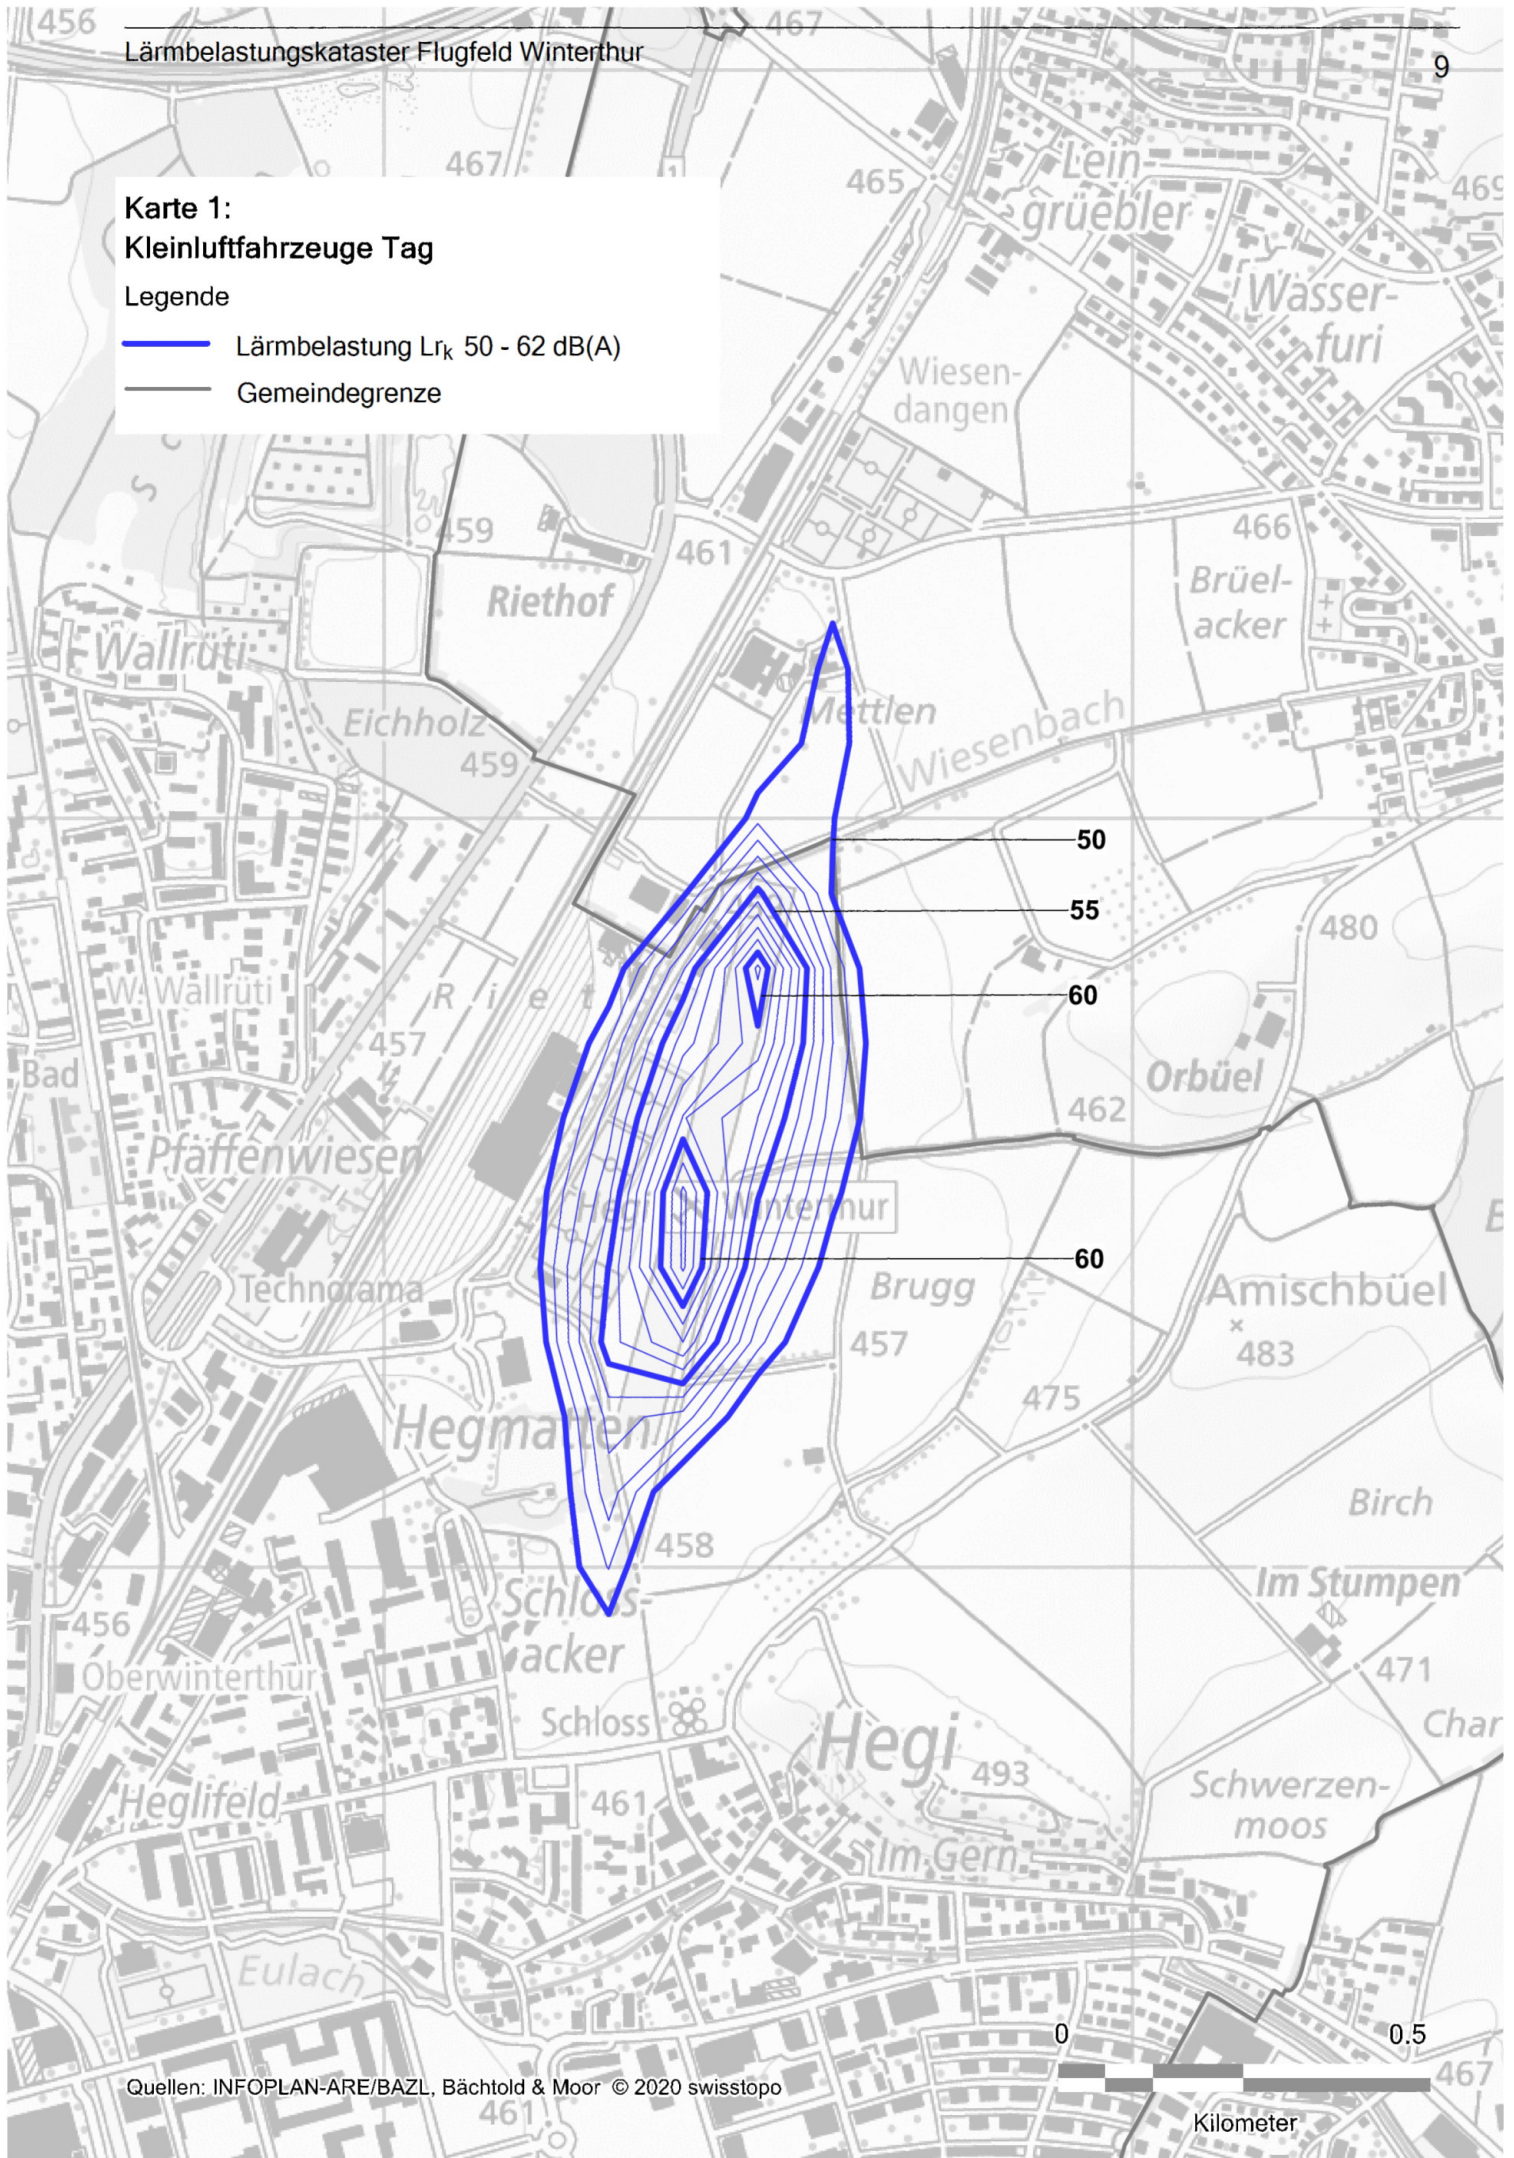 456
467
Lärmbelastungskataster Flugfeld Winterthur
9
467
1
465
Lein-
grüebler
469
Karte 1:
Kleinluftfahrzeuge Tag
Legende
Lärmbelastung Lrk 50 - 62 dB(A)
Gemeindegrenze
Wasser-
furi
Wiesen-
dangen
S C
459
461
466
Riethof
Brüel-
acker
Wallrüti
Mettlen
Eichholz
459
Wiesenbach
50
55
480
W. Wallrüti
R i e t
60
457
Bad
Orbüel
462
Pfaffenwiesen
Hegi
Winterthur
60
Technorama
Brugg
Amischbüel
457
483
475
Hegmatten
Birch
458
Schloss-
acker
Im Stumpen
456
Oberwinterthur
471
Schloss
Char
Hegi
493
Schwerzen-
moos
Heglifeld
461
Im Gern
Eulach
0
0.5
Quellen: INFOPLAN-ARE/BAZL, Bächtold & Moor © 2020 swisstopo
467
461
Kilometer